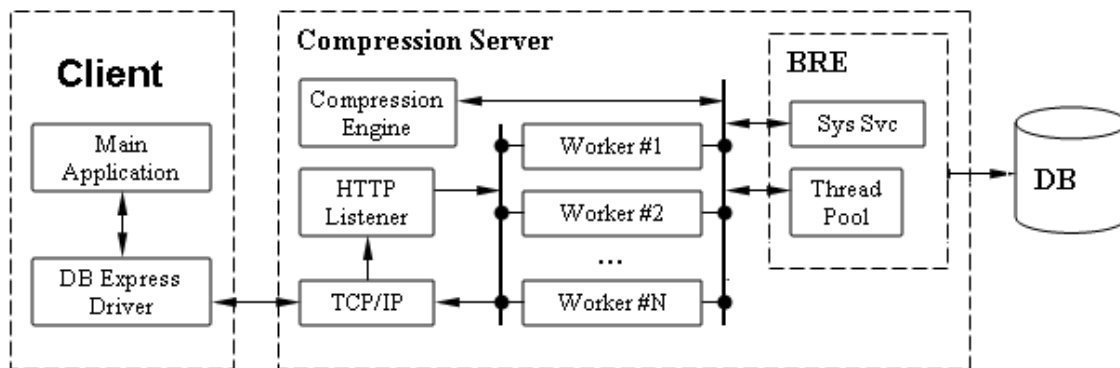 Client
Main
Application
DB Express
Driver
Compression Server
Compression
Engine
HTTP
Listener
TCP/IP
Worker #1
Worker #2
...
Worker #N
BRE
Sys Svc
Thread
Pool
DB